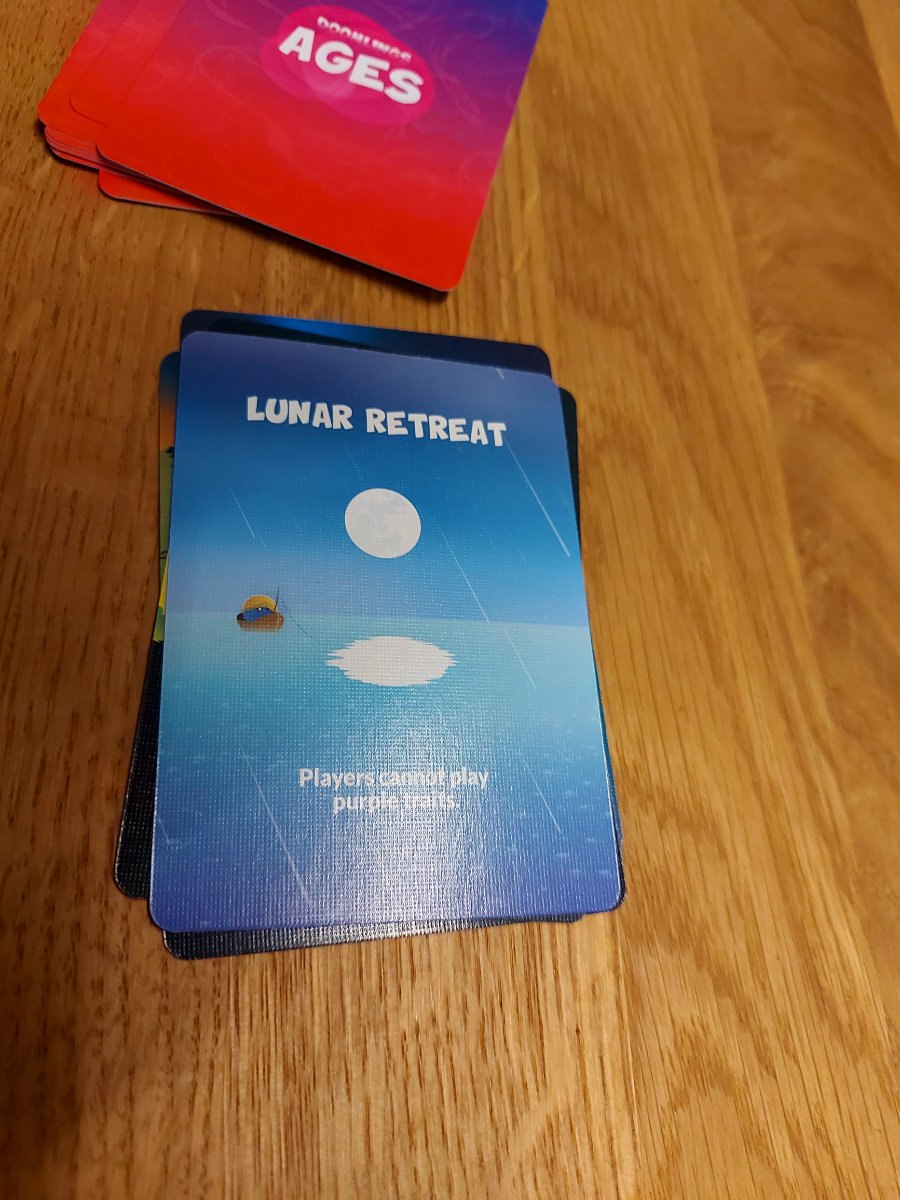 DOOMLINGS
AGES
LUNAR RETREAT
Players cannot play
purple traits.